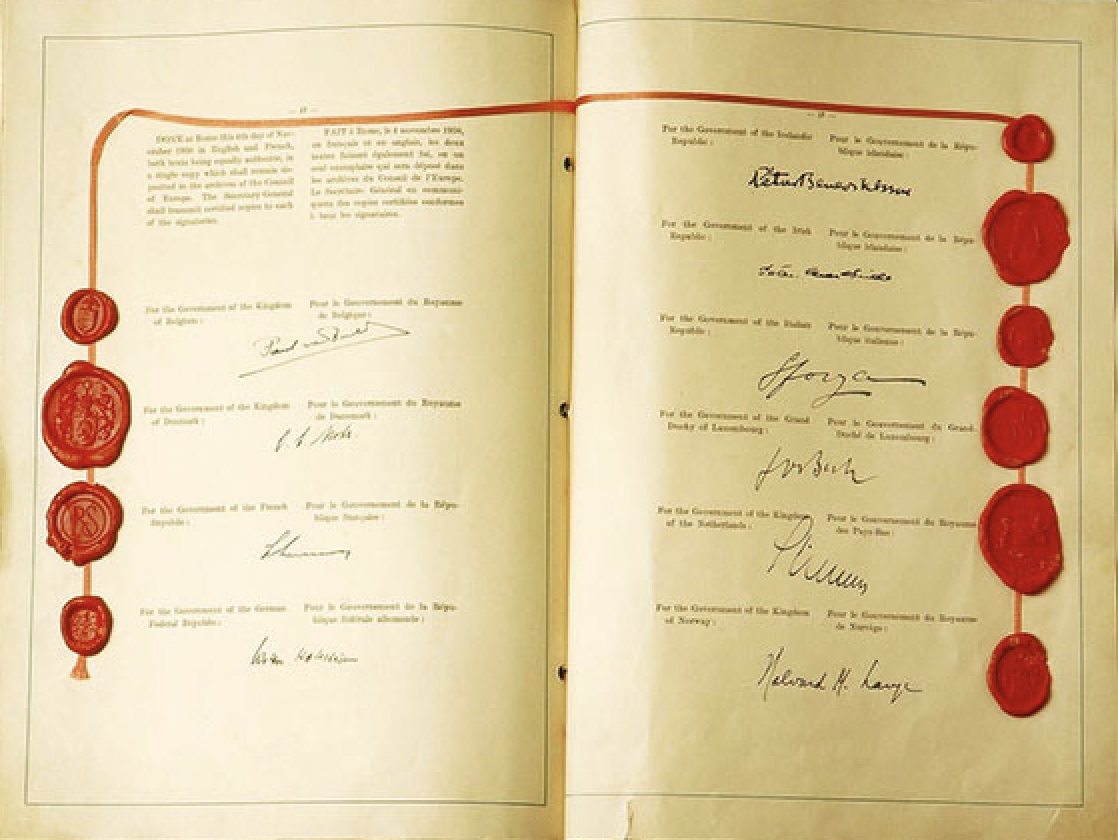 — 17 —
DONE at Rome this 4th day of Nov-
ember 1950 in English and French,
both texts being equally authentic, in
a single copy which shall remain de-
posited in the archives of the Council
of Europe. The Secretary-General
shall transmit certified copies to each
of the signatories.
FAIT à Rome, le 4 novembre 1950,
en français et en anglais, les deux
textes faisant également foi, en un
seul exemplaire qui sera déposé dans
les archives du Conseil de l'Europe.
Le Secrétaire Général en communi-
quera des copies certifiées conformes
à tous les signataires.
For the Government of the Kingdom
of Belgium :
Pour le Gouvernement du Royaume
de Belgique :
For the Government of the Kingdom
of Denmark :
Pour le Gouvernement du Royaume
de Danemark :
For the Government of the French
Republic :
Pour le Gouvernement de la Répu-
blique française :
For the Government of the German
Federal Republic :
Pour le Gouvernement de la Répu-
blique fédérale allemande :
For the Government of the Icelandic
Republic :
Pour le Gouvernement de la Répu-
blique islandaise :
For the Government of the Irish
Republic :
Pour le Gouvernement de la Répu-
blique irlandaise :
For the Government of the Italian
Republic :
Pour le Gouvernement de la Répu-
blique italienne :
Sforza
For the Government of the Grand
Duchy of Luxembourg :
Pour le Gouvernement du Grand-
Duché de Luxembourg :
Jos Bech
For the Government of the Kingdom
of the Netherlands :
Pour le Gouvernement du Royaume
des Pays-Bas :
For the Government of the Kingdom
of Norway :
Pour le Gouvernement du Royaume
de Norvège :
Halvard M. Lange